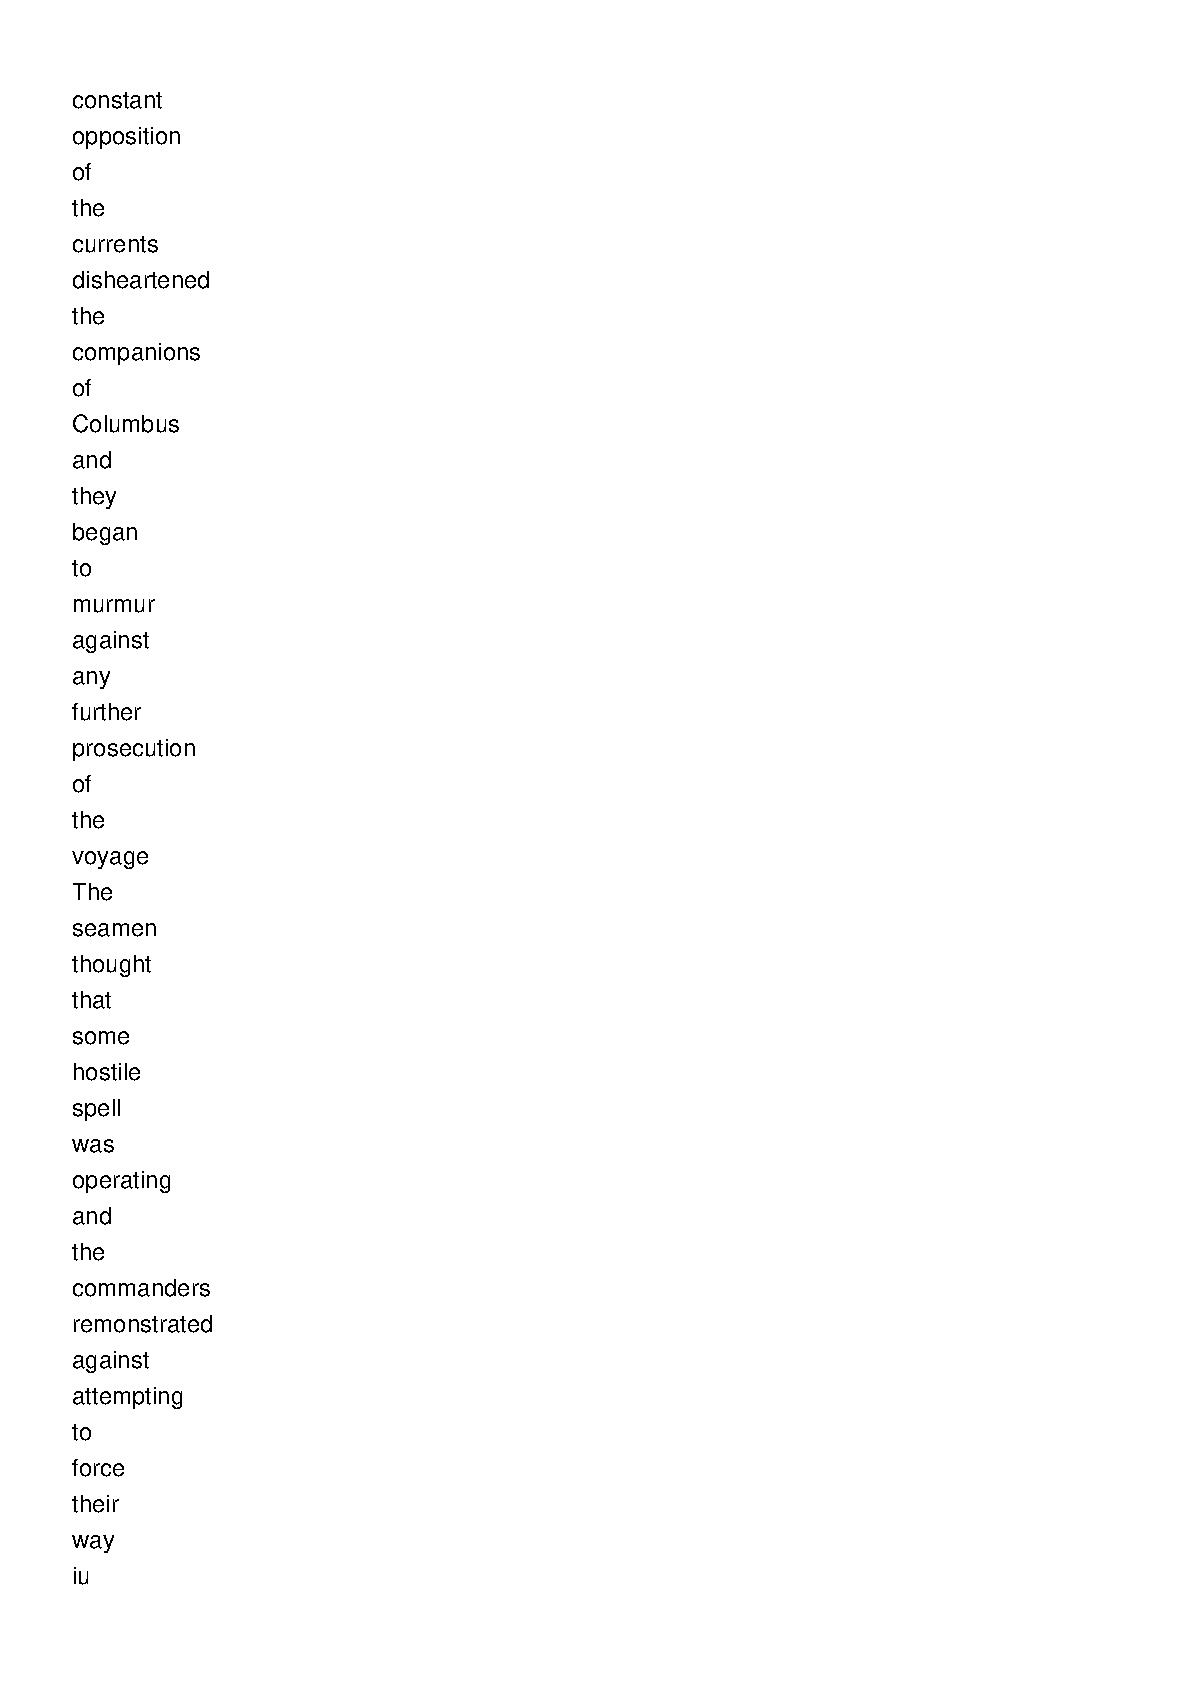 constant
opposition
of
the
currents
disheartened
the
companions
of
Columbus
and
they
began
to
murmur
against
any
further
prosecution
of
the
voyage
The
seamen
thought
that
some
hostile
spell
was
operating
and
the
commanders
remonstrated
against
attempting
to
force
their
way
iu